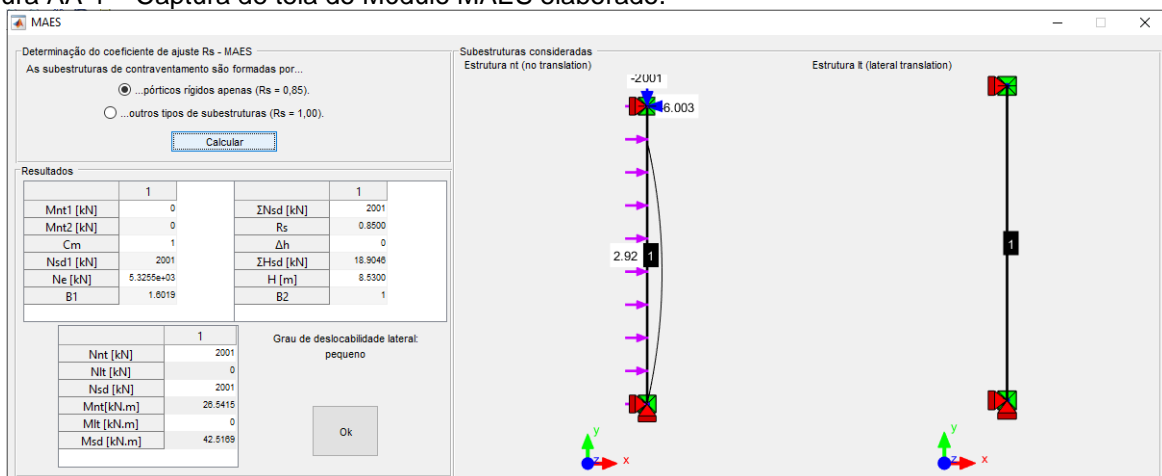 MAES
Determinação do coeficiente de ajuste Rs - MAES
As subestruturas de contraventamento são formadas por...
...pórticos rígidos apenas (Rs = 0,85).
...outros tipos de subestruturas (Rs = 1,00).
Calcular
Resultados
1
Mnt1 [kN] 0
Mnt2 [kN] 0
Cm 1
Nsd1 [kN] 2001
Ne [kN] 5.3255e+03
B1 1.6019
1
ΣNsd [kN] 2001
Rs 0.8500
Δh 0
ΣHsd [kN] 18.9046
H [m] 8.5300
B2 1
1
Nnt [kN] 2001
Nlt [kN] 0
Nsd [kN] 2001
Mnt[kN.m] 26.5415
Mlt [kN.m] 0
Msd [kN.m] 42.5169
Grau de deslocabilidade lateral:
pequeno
Ok
Subestruturas consideradas
Estrutura nt (no translation)
-2001
6.003
2.92
1
y
z
x
Estrutura lt (lateral translation)
1
y
z
x